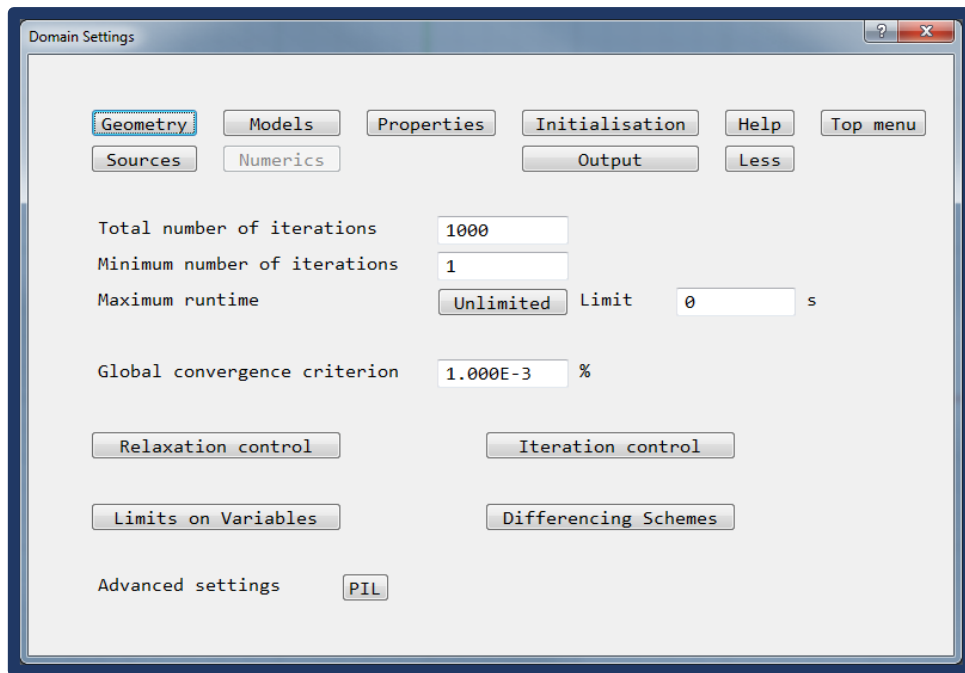 Domain Settings
?
X
Geometry Models Properties Initialisation Help Top menu
Sources Numerics Output Less
Total number of iterations 1000
Minimum number of iterations 1
Maximum runtime Unlimited Limit 0 s
Global convergence criterion 1.000E-3 %
Relaxation control Iteration control
Limits on Variables Differencing Schemes
Advanced settings PIL